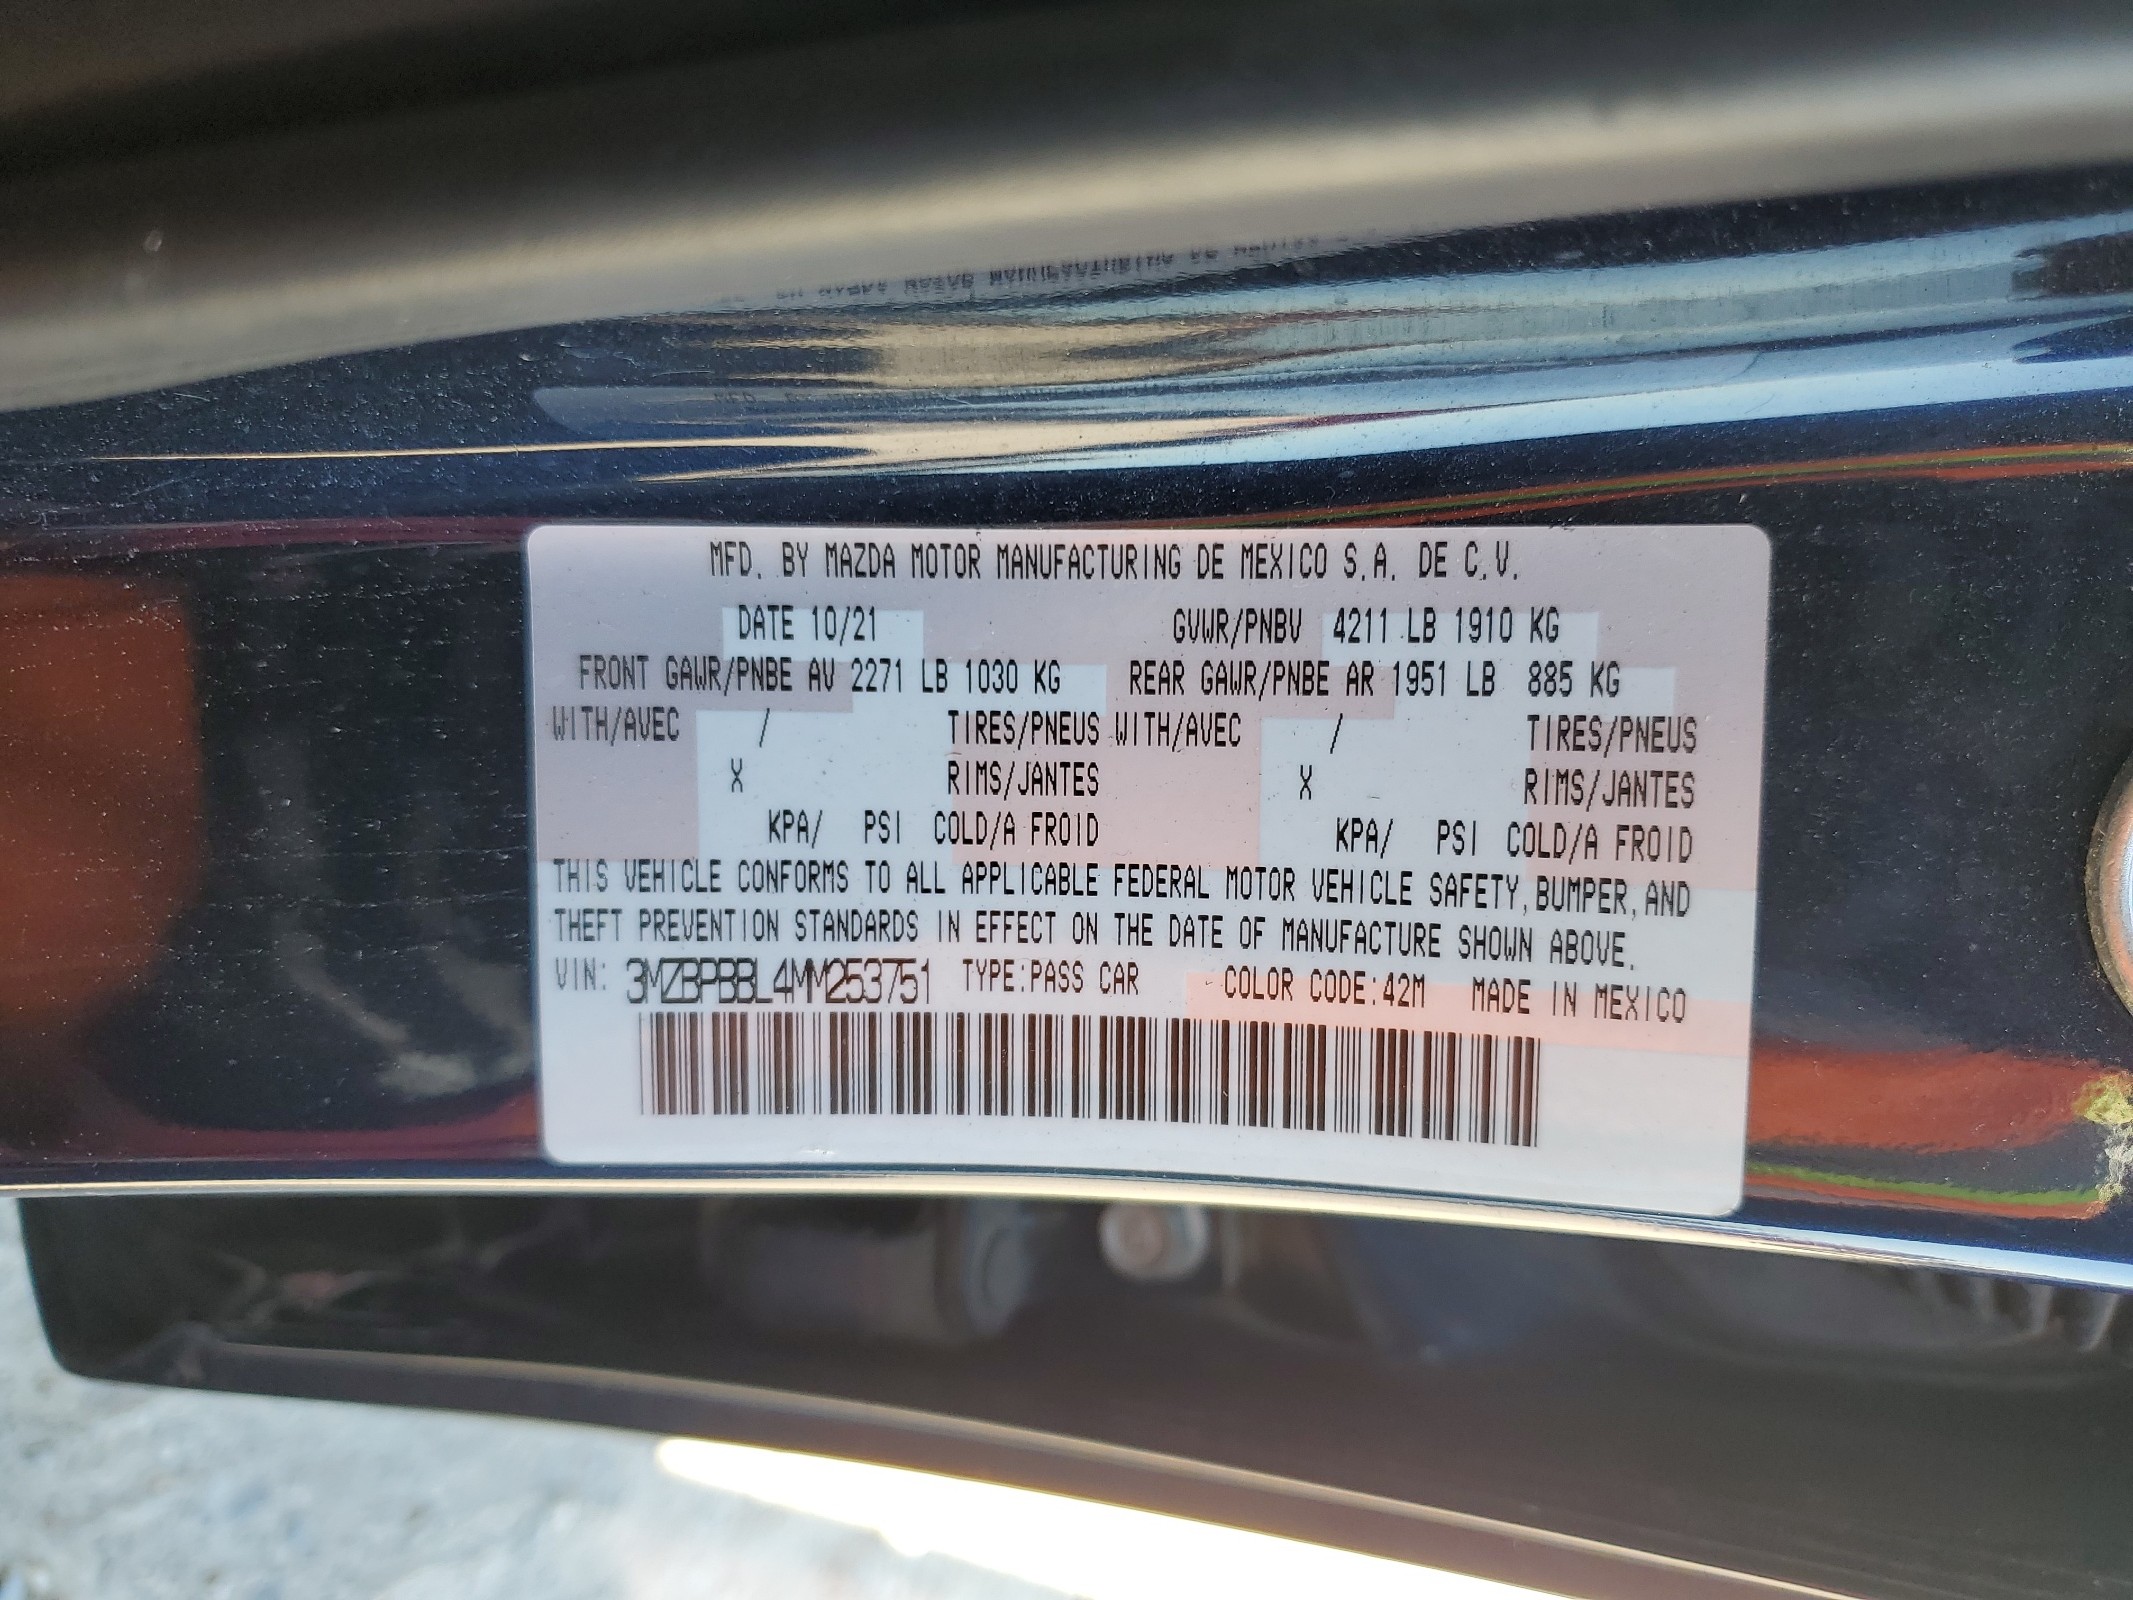 MFD. BY MAZDA MOTOR MANUFACTURING DE MEXICO S.A. DE C.V.
DATE 10/21 GVWR/PNBV 4211 LB 1910 KG
FRONT GAWR/PNBE AV 2271 LB 1030 KG REAR GAWR/PNBE AR 1951 LB 885 KG
WITH/AVEC / TIRES/PNEUS WITH/AVEC / TIRES/PNEUS
X RIMS/JANTES X RIMS/JANTES
KPA/ PSI COLD/A FROID KPA/ PSI COLD/A FROID
THIS VEHICLE CONFORMS TO ALL APPLICABLE FEDERAL MOTOR VEHICLE SAFETY, BUMPER, AND
THEFT PREVENTION STANDARDS IN EFFECT ON THE DATE OF MANUFACTURE SHOWN ABOVE.
VIN: 3MZBPBBL4MM253751 TYPE:PASS CAR COLOR CODE:42M MADE IN MEXICO